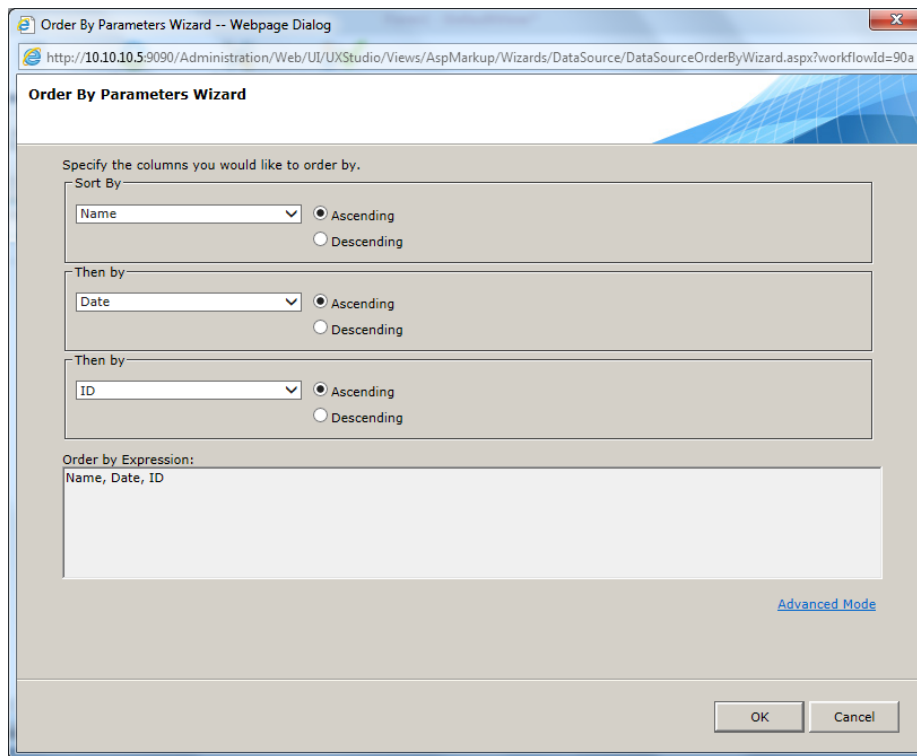 Order By Parameters Wizard -- Webpage Dialog
http://10.10.10.5:9090/Administration/Web/UI/UXStudio/Views/AspMarkup/Wizards/DataSource/DataSourceOrderByWizard.aspx?workflowId=90a
Order By Parameters Wizard
Specify the columns you would like to order by.
Sort By
Name
Ascending
Descending
Then by
Date
Ascending
Descending
Then by
ID
Ascending
Descending
Order by Expression:
Name, Date, ID
Advanced Mode
OK Cancel